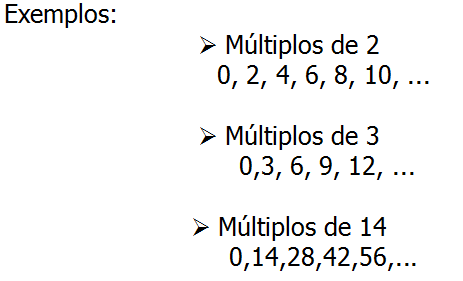 Exemplos:
➢ Múltiplos de 2
0, 2, 4, 6, 8, 10, ...
➢ Múltiplos de 3
0,3, 6, 9, 12, ...
➢ Múltiplos de 14
0,14,28,42,56,...